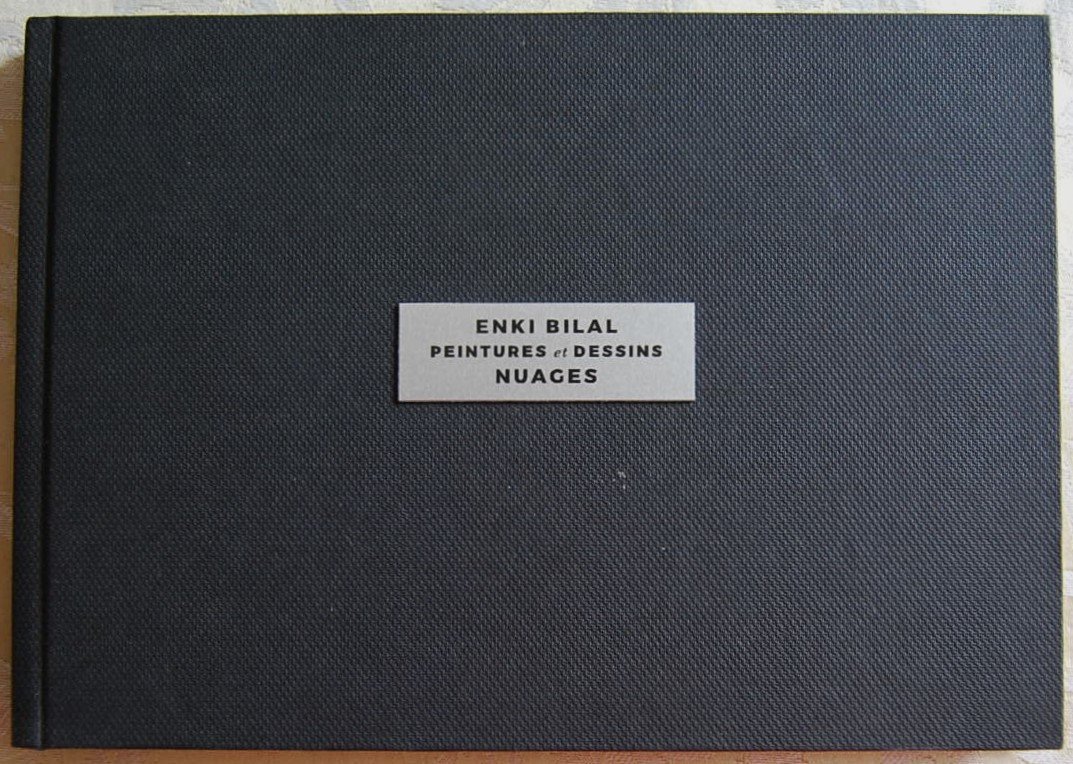 ENKI BILAL
PEINTURES et DESSINS
NUAGES